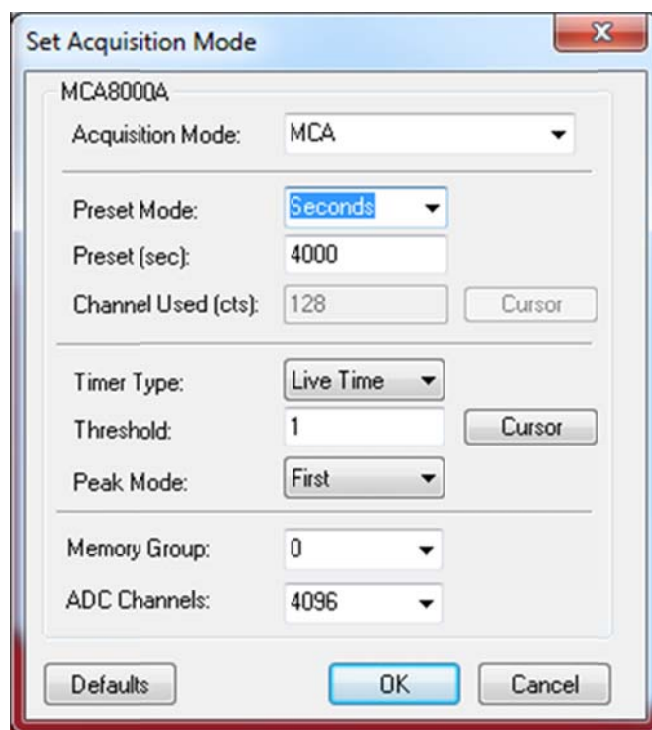 Set Acquisition Mode
MCA8000A
Acquisition Mode: MCA
Preset Mode: Seconds
Preset (sec): 4000
Channel Used (cts): 128 Cursor
Timer Type: Live Time
Threshold: 1 Cursor
Peak Mode: First
Memory Group: 0
ADC Channels: 4096
Defaults OK Cancel